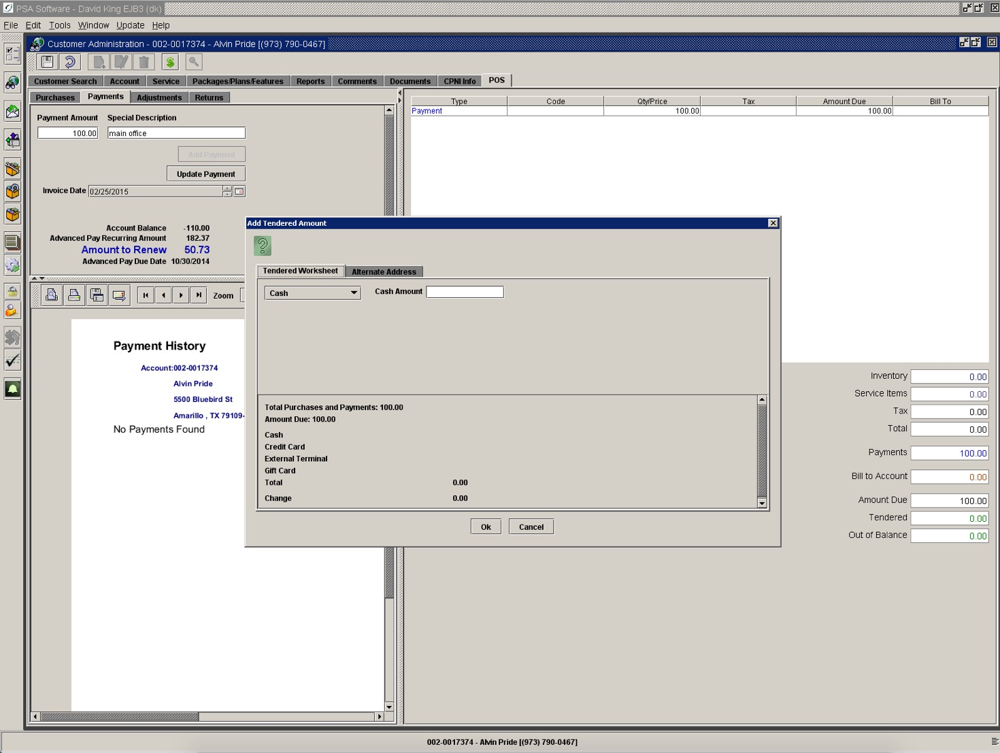 PSA Software - David King EJB3 (dk)
File Edit Tools Window Update Help
Customer Administration - 002-0017374 - Alvin Pride [(973) 790-0467]
Customer Search Account Service Packages/Plans/Features Reports Comments Documents CPNI Info POS
Purchases Payments Adjustments Returns
Payment Amount Special Description
100.00 main office
Add Payment
Update Payment
Invoice Date 02/25/2015
Account Balance -110.00
Advanced Pay Recurring Amount 182.37
Amount to Renew 50.73
Advanced Pay Due Date 10/30/2014
Zoom
Payment History
Account:002-0017374
Alvin Pride
5500 Bluebird St
Amarillo , TX 79109-
No Payments Found
Type Code Qty/Price Tax Amount Due Bill To
Payment 100.00 100.00
Add Tendered Amount
Tendered Worksheet Alternate Address
Cash Cash Amount
Total Purchases and Payments: 100.00
Amount Due: 100.00
Cash
Credit Card
External Terminal
Gift Card
Total 0.00
Change 0.00
Ok Cancel
Inventory 0.00
Service Items 0.00
Tax 0.00
Total 0.00
Payments 100.00
Bill to Account 0.00
Amount Due 100.00
Tendered 0.00
Out of Balance 0.00
002-0017374 - Alvin Pride [(973) 790-0467]